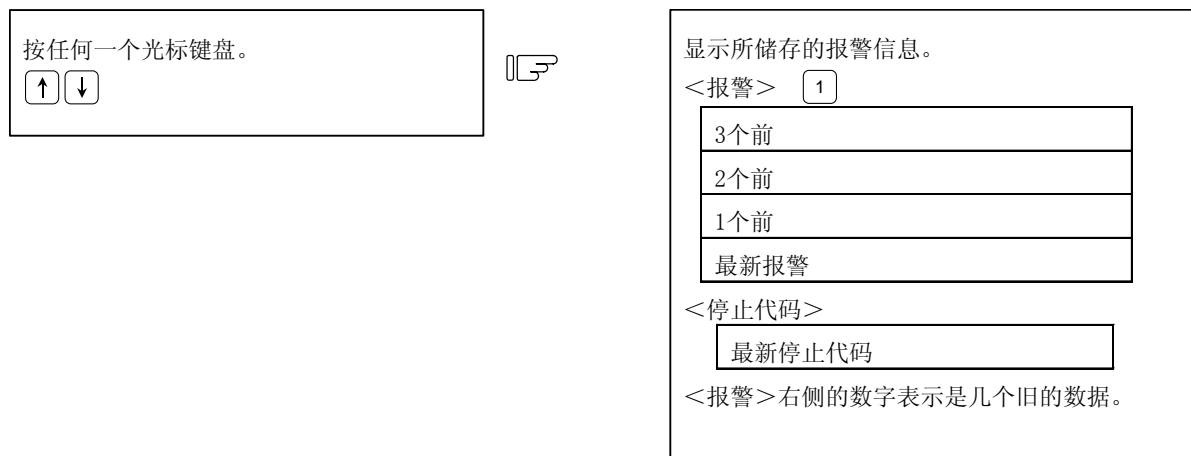 按任何一个光标键盘。
↑ ↓
显示所储存的报警信息。
＜报警＞ 1
3个前
2个前
1个前
最新报警
＜停止代码＞
最新停止代码
＜报警＞右侧的数字表示是几个旧的数据。